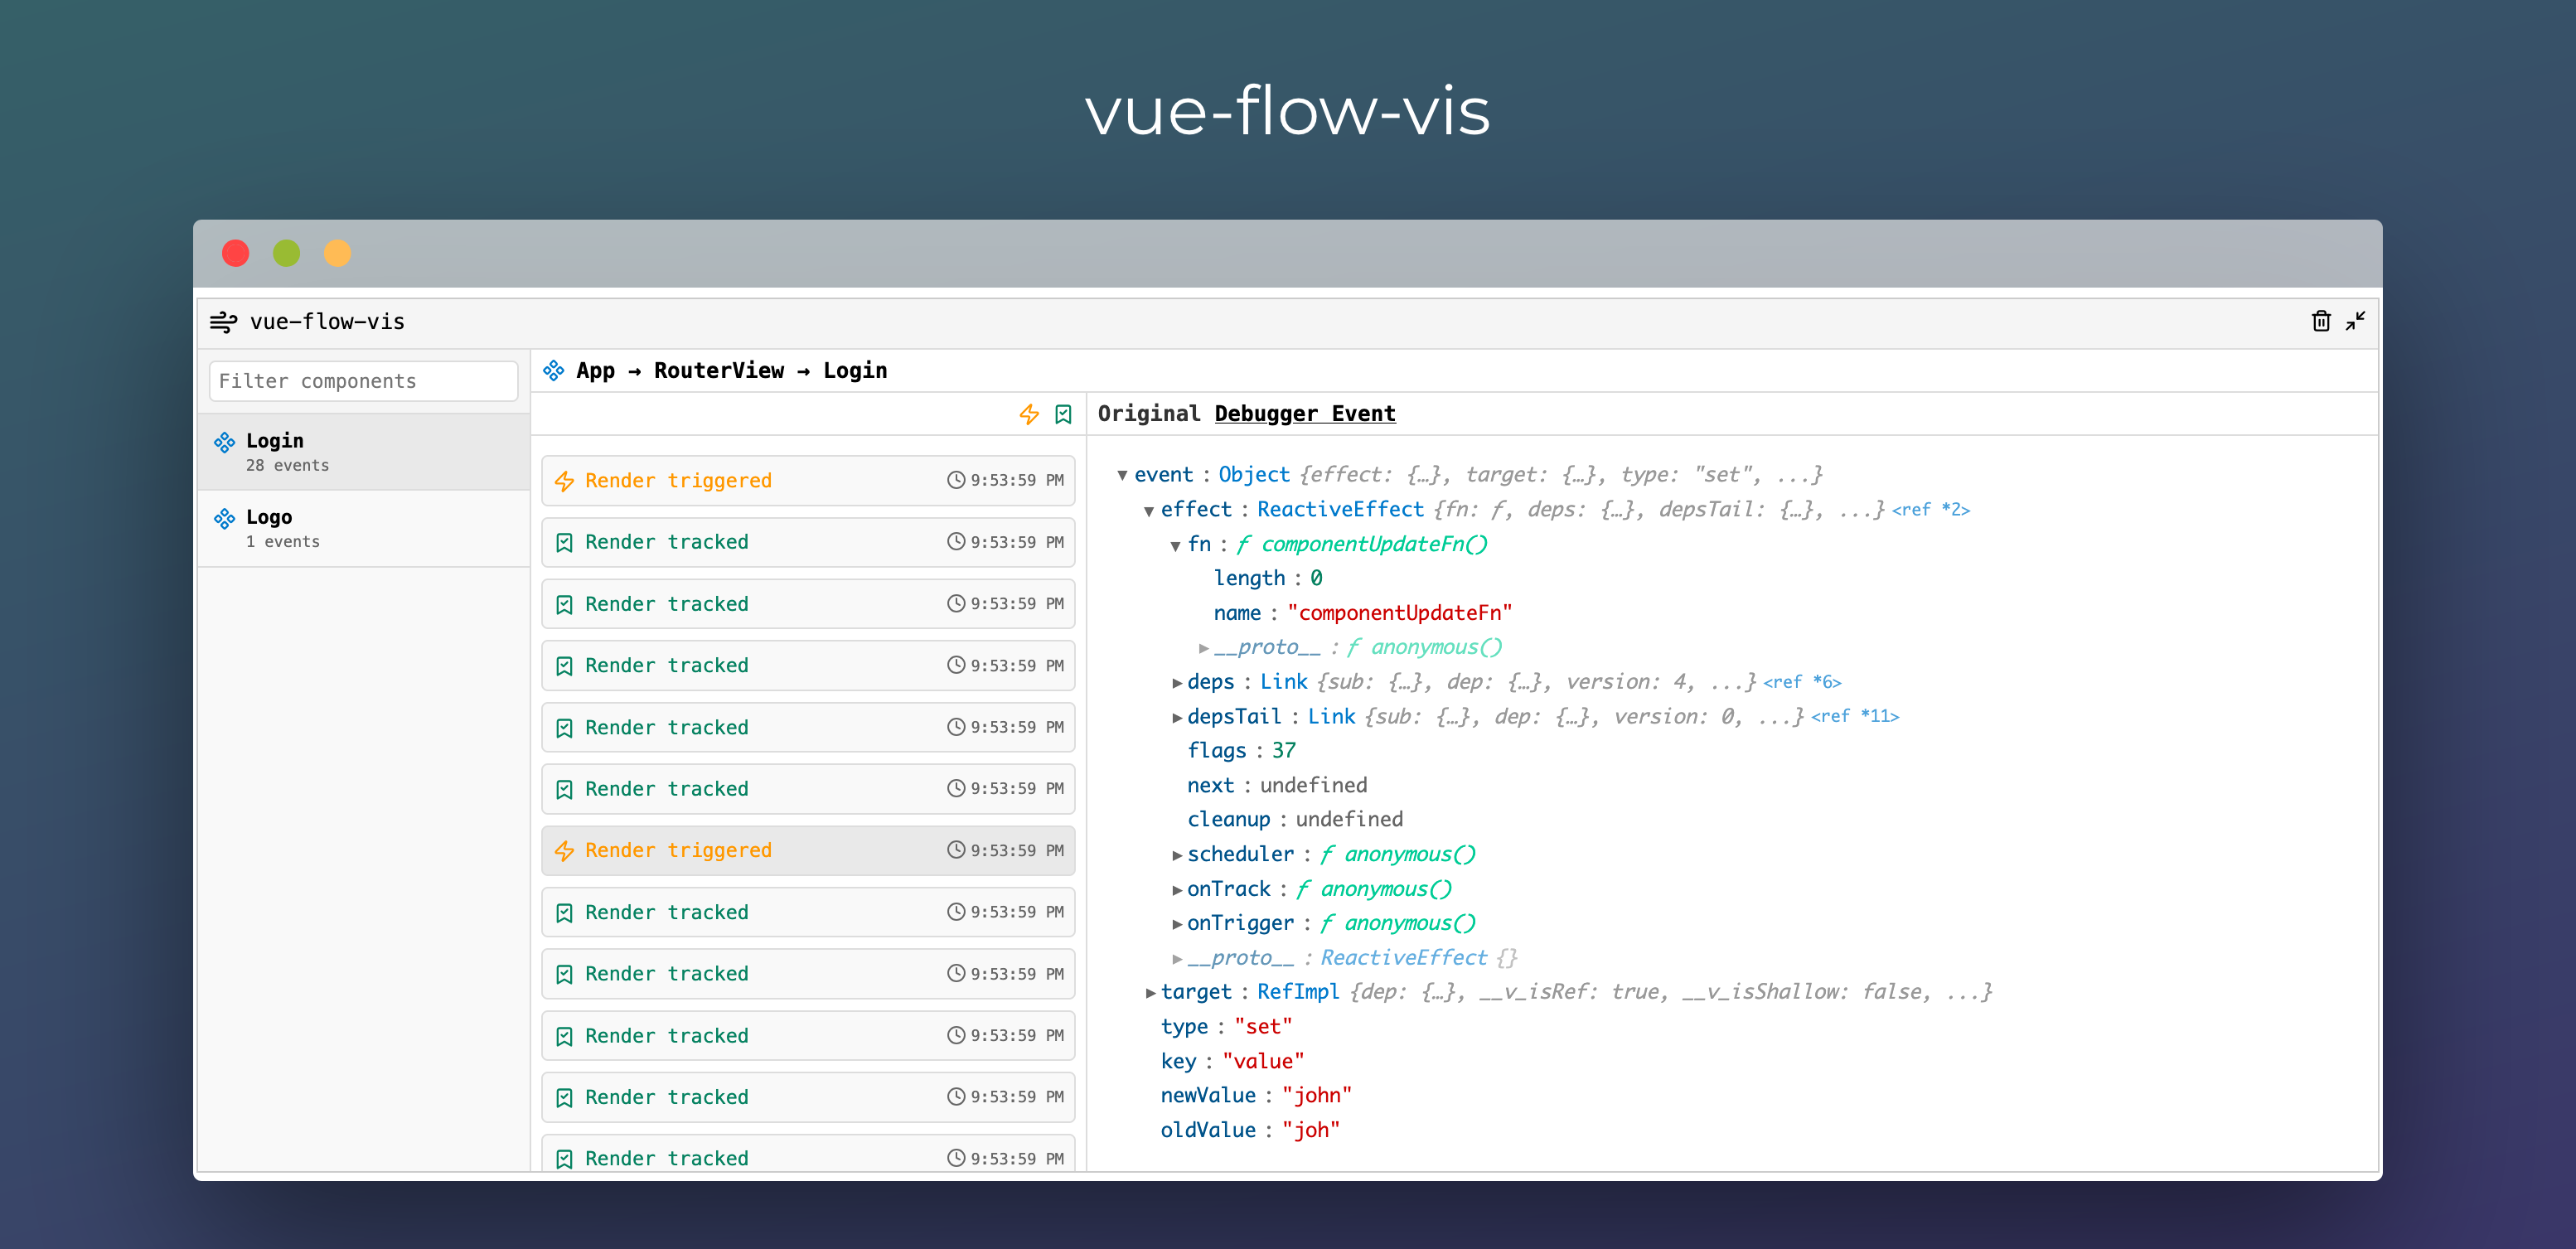 vue-flow-vis
vue-flow-vis
Filter components
Login
28 events
Logo
1 events
App → RouterView → Login
Render triggered 9:53:59 PM
Render tracked 9:53:59 PM
Render tracked 9:53:59 PM
Render tracked 9:53:59 PM
Render tracked 9:53:59 PM
Render tracked 9:53:59 PM
Render triggered 9:53:59 PM
Render tracked 9:53:59 PM
Render tracked 9:53:59 PM
Render tracked 9:53:59 PM
Render tracked 9:53:59 PM
Render tracked 9:53:59 PM
Original Debugger Event
▼ event : Object {effect: {…}, target: {…}, type: "set", ...}
▼ effect : ReactiveEffect {fn: ƒ, deps: {…}, depsTail: {…}, ...} <ref *2>
▼ fn : ƒ componentUpdateFn()
length : 0
name : "componentUpdateFn"
▶ __proto__ : ƒ anonymous()
▶ deps : Link {sub: {…}, dep: {…}, version: 4, ...} <ref *6>
▶ depsTail : Link {sub: {…}, dep: {…}, version: 0, ...} <ref *11>
flags : 37
next : undefined
cleanup : undefined
▶ scheduler : ƒ anonymous()
▶ onTrack : ƒ anonymous()
▶ onTrigger : ƒ anonymous()
▶ __proto__ : ReactiveEffect {}
▶ target : RefImpl {dep: {…}, __v_isRef: true, __v_isShallow: false, ...}
type : "set"
key : "value"
newValue : "john"
oldValue : "joh"